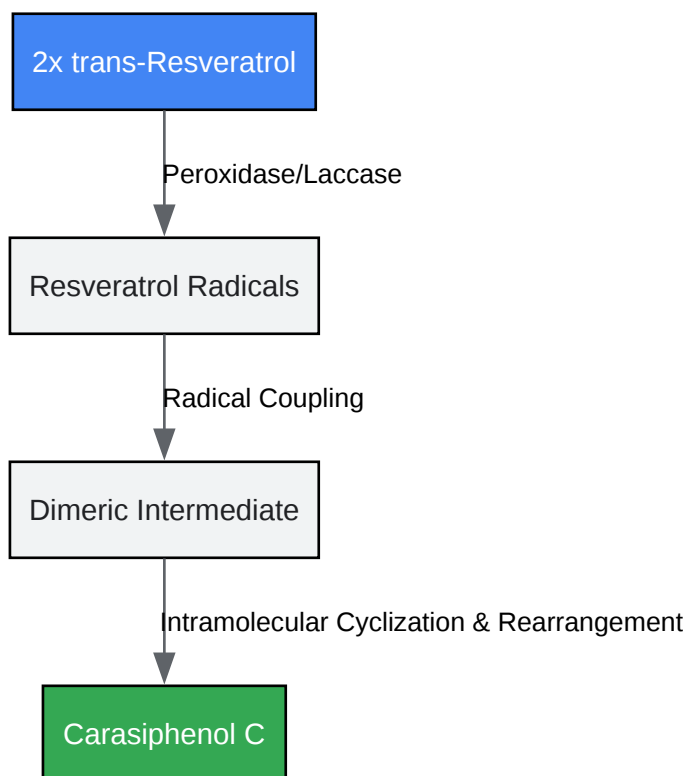 2x trans-Resveratrol
Peroxidase/Laccase
Resveratrol Radicals
Radical Coupling
Dimeric Intermediate
Intramolecular Cyclization & Rearrangement
Carasiphenol C